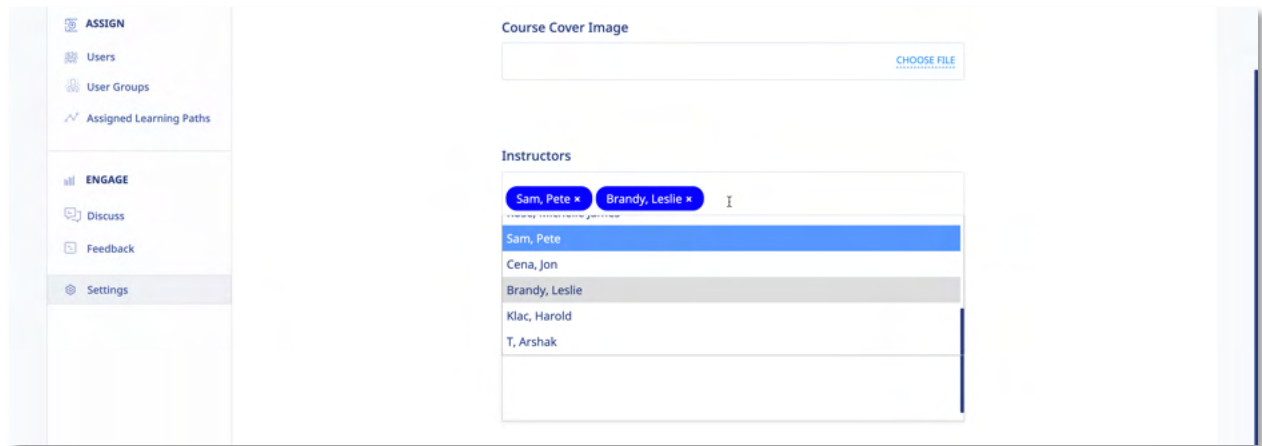 ASSIGN
Users
User Groups
Assigned Learning Paths
ENGAGE
Discuss
Feedback
Settings
Course Cover Image
CHOOSE FILE
Instructors
Sam, Pete × Brandy, Leslie ×
Sam, Pete
Cena, Jon
Brandy, Leslie
Klac, Harold
T, Arshak